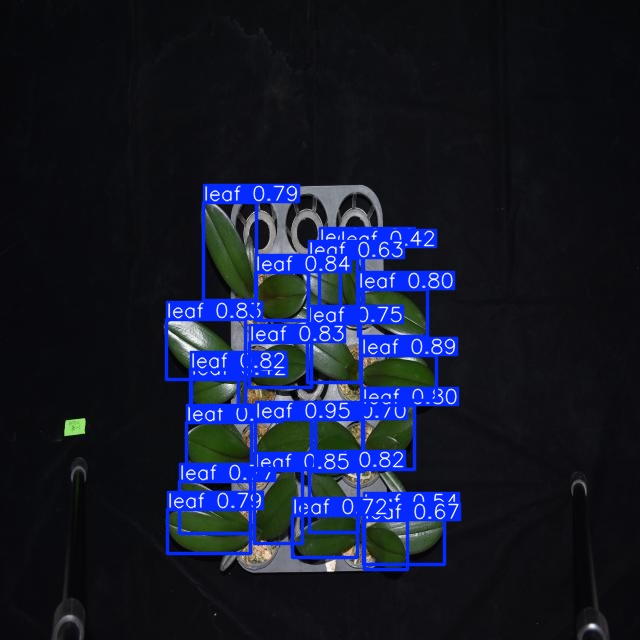 leaf 0.79
leaf 0.42
leaf 0.63
leaf 0.84
leaf 0.80
leaf 0.83
leaf 0.75
leaf 0.83
leaf 0.89
leaf 0.82
leaf 0.80
leaf 0.95
0.70
leaf
leaf 0.85
0.82
leaf
leaf 0.79
leaf 0.72
0.54
0.67